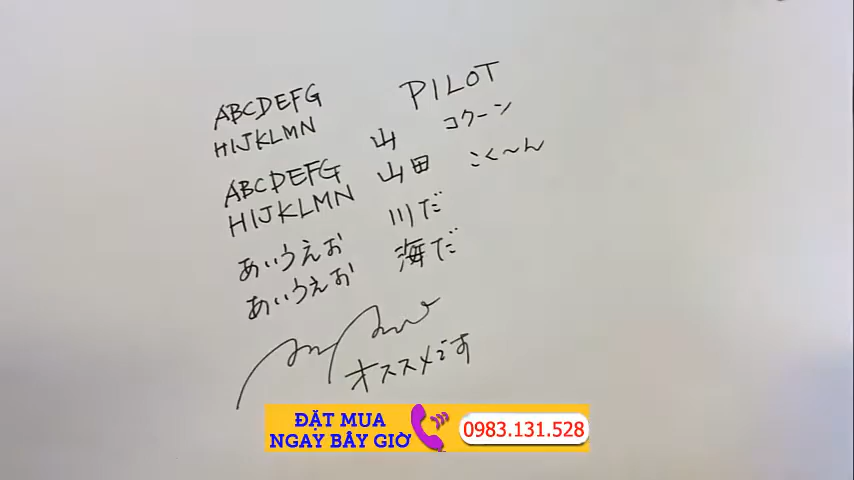 ABCDEFG
HIJKLMN
ABCDEFG
HIJKLMN
あいうえお
あいうえお
PILOT
コクーン
こく〜ん
山
山田
川だ
海だ
オススメです
ĐẶT MUA
NGAY BÂY GIỜ
0983.131.528